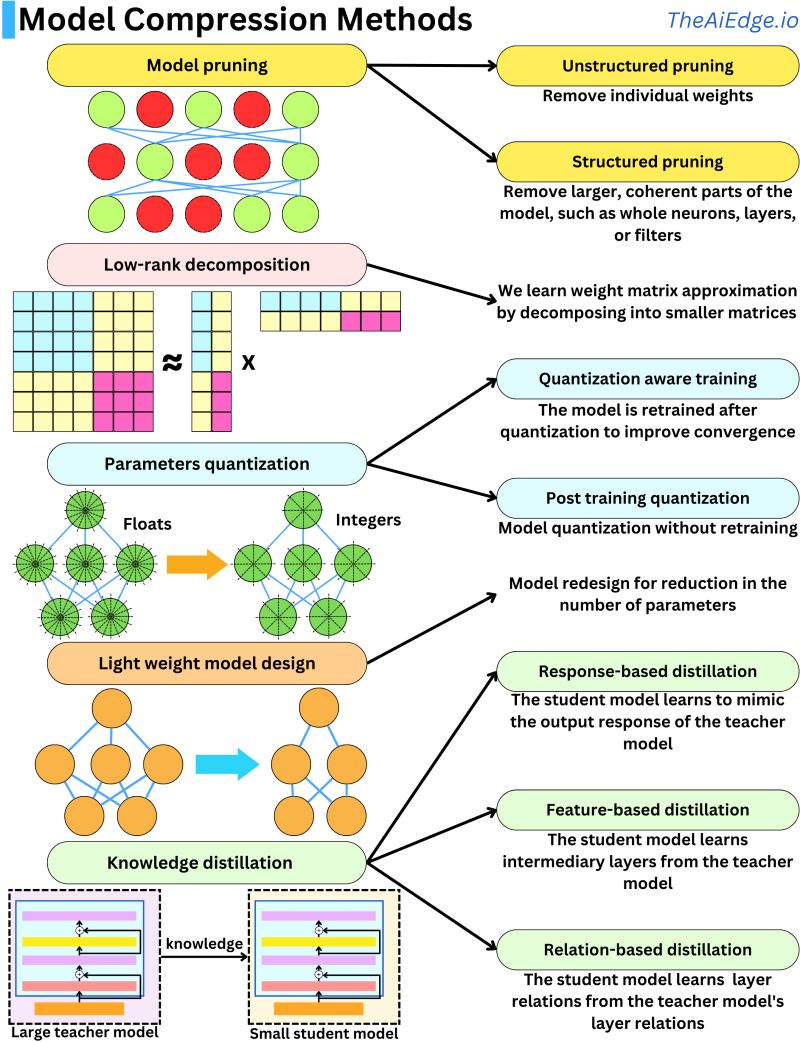 Model Compression Methods
TheAiEdge.io
Model pruning
Unstructured pruning
Remove individual weights
Structured pruning
Remove larger, coherent parts of the
model, such as whole neurons, layers,
or filters
Low-rank decomposition
We learn weight matrix approximation
by decomposing into smaller matrices
≈
X
Quantization aware training
The model is retrained after
quantization to improve convergence
Parameters quantization
Post training quantization
Model quantization without retraining
Floats
Integers
Model redesign for reduction in the
number of parameters
Light weight model design
Response-based distillation
The student model learns to mimic
the output response of the teacher
model
Feature-based distillation
The student model learns
intermediary layers from the teacher
model
Knowledge distillation
knowledge
Large teacher model
Small student model
Relation-based distillation
The student model learns layer
relations from the teacher model's
layer relations